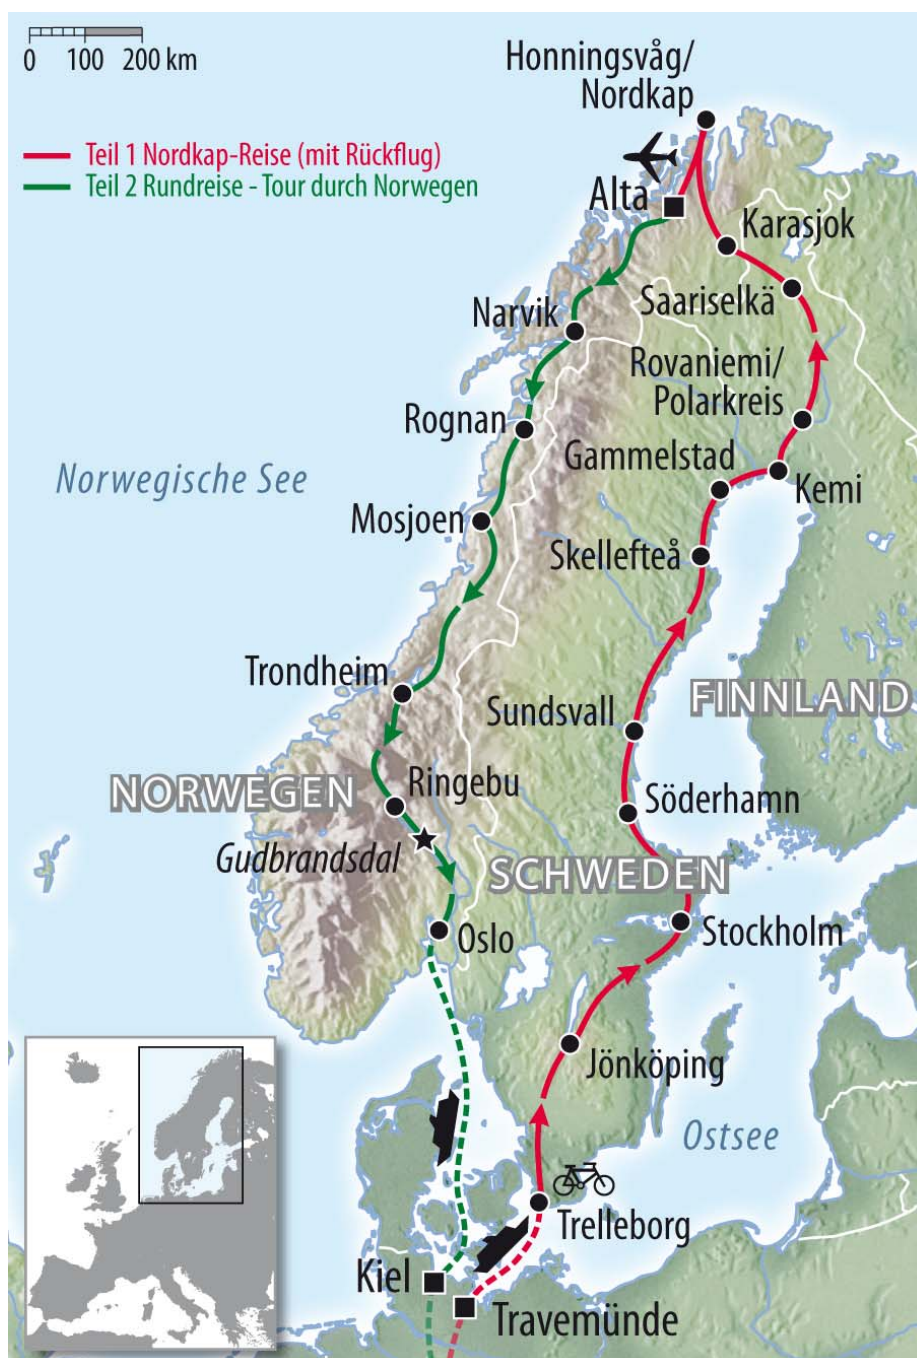 0 100 200 km
Teil 1 Nordkap-Reise (mit Rückflug)
Teil 2 Rundreise - Tour durch Norwegen
Honningsvåg/
Nordkap
Alta
Karasjok
Saariselkä
Narvik
Rovaniemi/
Polarkreis
Rognan
Gammelstad
Kemi
Norwegische See
Mosjoen
Skellefteå
Trondheim
FINNLAND
Sundsvall
NORWEGEN
Ringebu
Söderhamn
Gudbrandsdal
SCHWEDEN
Oslo
Stockholm
Jönköping
Ostsee
Trelleborg
Kiel
Travemünde